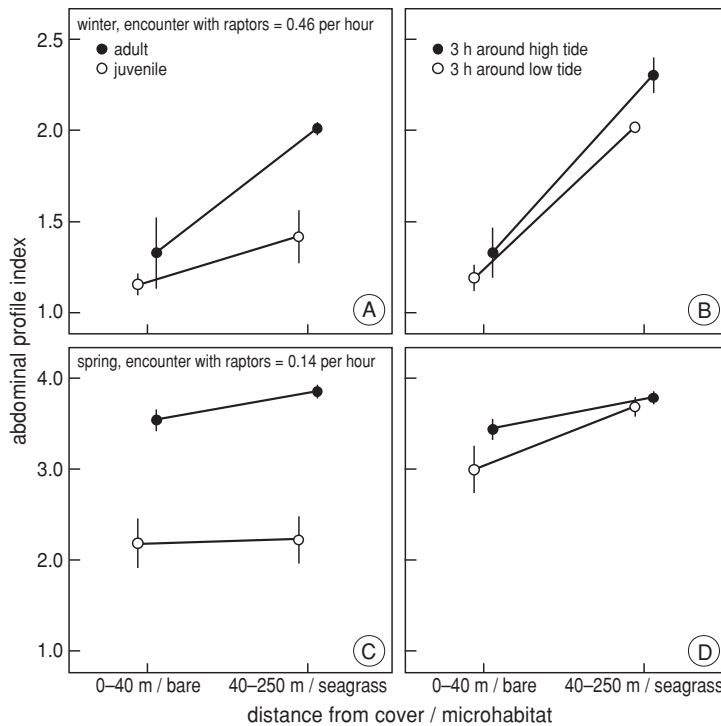 winter, encounter with raptors = 0.46 per hour
adult
juvenile
3 h around high tide
3 h around low tide
2.5
2.0
1.5
1.0
A
B
abdominal profile index
spring, encounter with raptors = 0.14 per hour
4.0
3.0
2.0
1.0
C
D
0–40 m / bare 40–250 m / seagrass 0–40 m / bare 40–250 m / seagrass
distance from cover / microhabitat